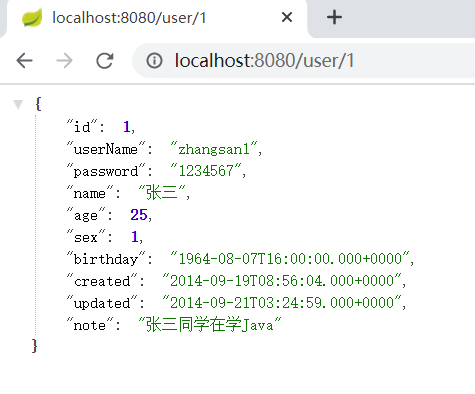 localhost:8080/user/1
localhost:8080/user/1
{
"id": 1,
"userName": "zhangsan1",
"password": "1234567",
"name": "张三",
"age": 25,
"sex": 1,
"birthday": "1964-08-07T16:00:00.000+0000",
"created": "2014-09-19T08:56:04.000+0000",
"updated": "2014-09-21T03:24:59.000+0000",
"note": "张三同学在学Java"
}